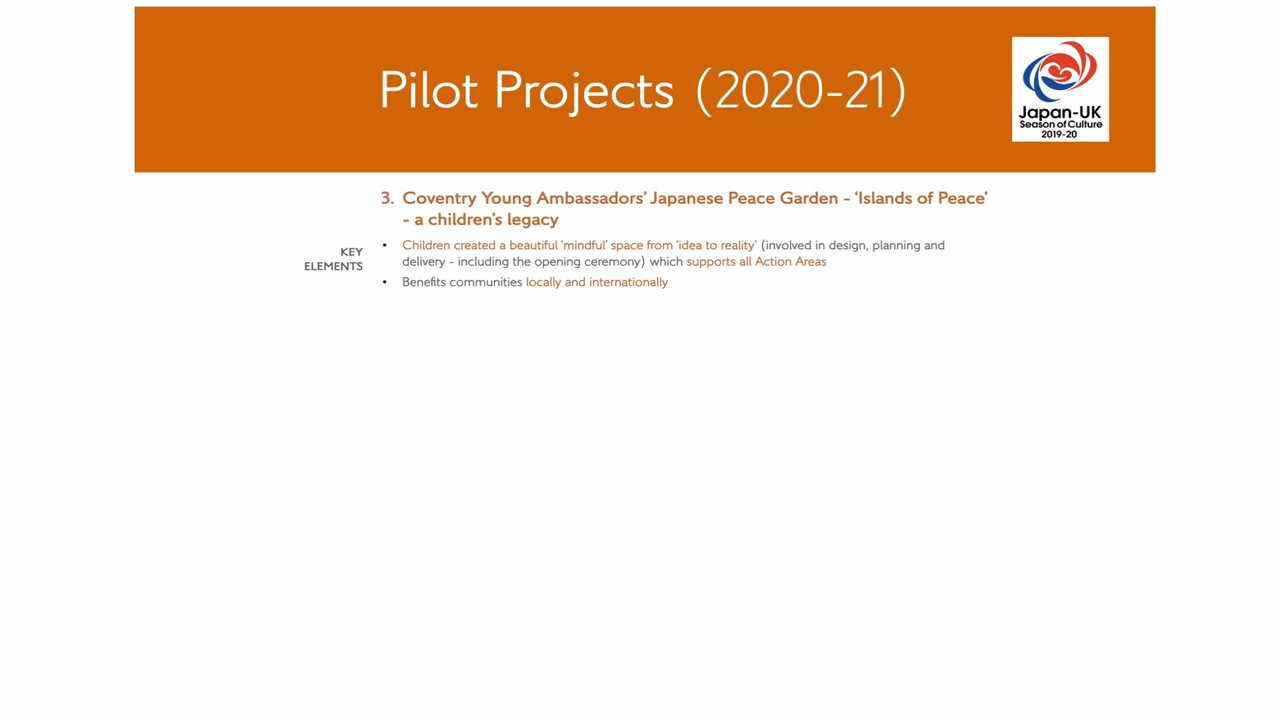 Pilot Projects (2020-21)
Japan-UK
Season of Culture
2019-20
3. Coventry Young Ambassadors’ Japanese Peace Garden - ‘Islands of Peace’
- a children’s legacy
KEY
ELEMENTS
• Children created a beautiful ‘mindful’ space from ‘idea to reality’ (involved in design, planning and
delivery - including the opening ceremony) which supports all Action Areas
• Benefits communities locally and internationally